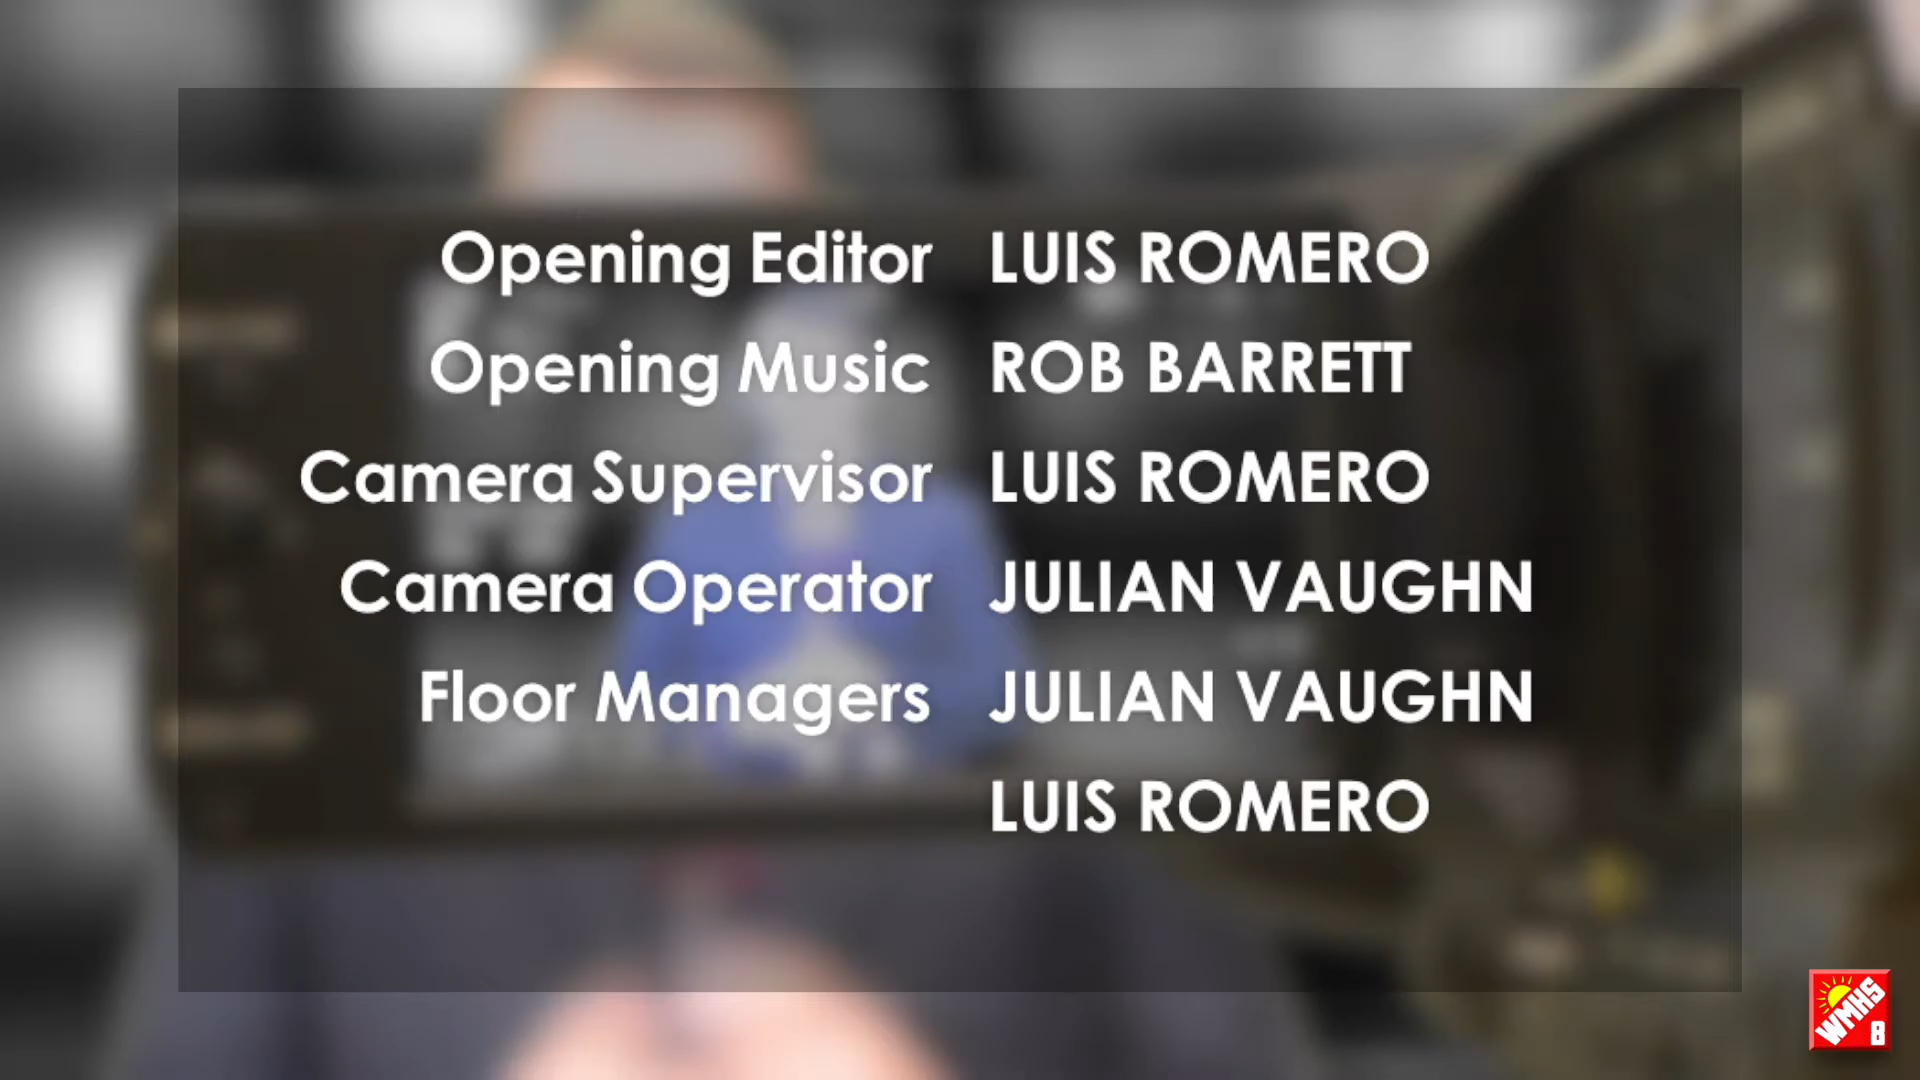 Opening Editor LUIS ROMERO
Opening Music ROB BARRETT
Camera Supervisor LUIS ROMERO
Camera Operator JULIAN VAUGHN
Floor Managers JULIAN VAUGHN
LUIS ROMERO
WMHS
8